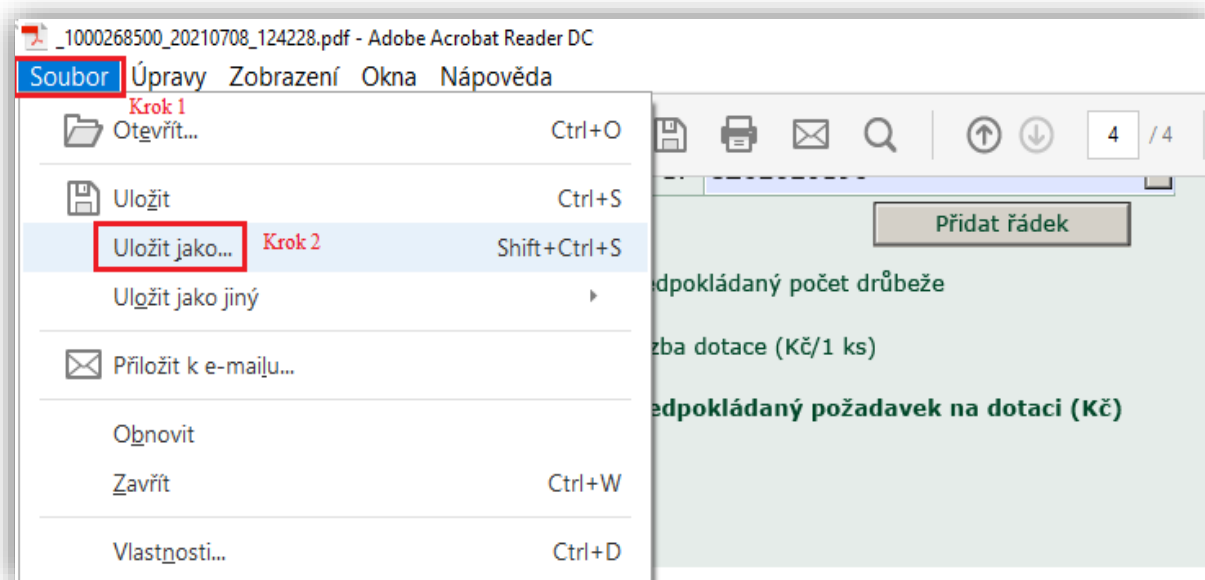 _1000268500_20210708_124228.pdf - Adobe Acrobat Reader DC
Soubor Úpravy Zobrazení Okna Nápověda
Krok 1
Otevřít... Ctrl+O
4 / 4
Uložit Ctrl+S
Přidat řádek
Uložit jako... Krok 2 Shift+Ctrl+S
Uložit jako jiný
edpokládaný počet drůbeže
zba dotace (Kč/1 ks)
Přiložit k e-mailu...
edpokládaný požadavek na dotaci (Kč)
Obnovit
Zavřít Ctrl+W
Vlastnosti... Ctrl+D